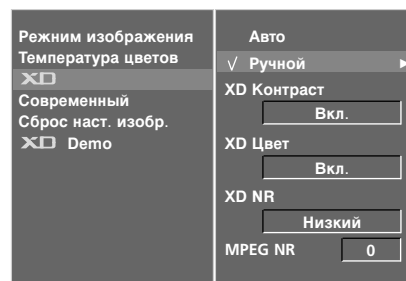 Режним изображения
Температура цветов
XD
Современный
Сброс наст. изобр.
XD Demo
Авто
√ Ручной ►
XD Контраст
Вкл.
XD Цвет
Вкл.
XD NR
Низкий
MPEG NR 0